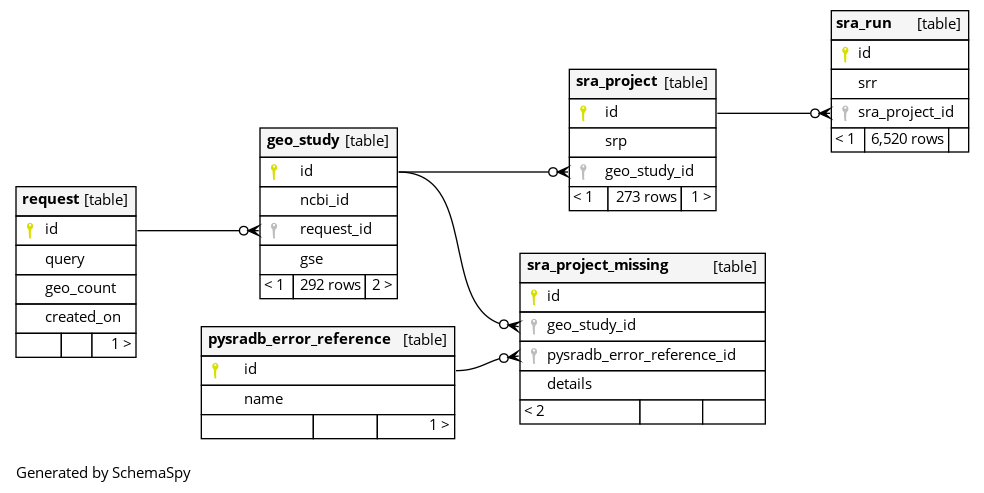 sra_run [table]
id
srr
sra_project_id
< 1 6,520 rows
sra_project [table]
id
srp
geo_study_id
< 1 273 rows 1 >
geo_study [table]
id
ncbi_id
request_id
gse
< 1 292 rows 2 >
request [table]
id
query
geo_count
created_on
1 >
sra_project_missing [table]
id
geo_study_id
pysradb_error_reference_id
details
< 2
pysradb_error_reference [table]
id
name
1 >
Generated by SchemaSpy